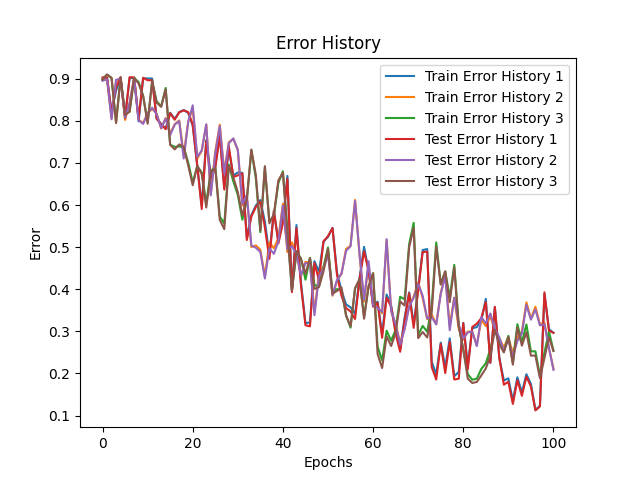 Error History
Train Error History 1
Train Error History 2
Train Error History 3
Test Error History 1
Test Error History 2
Test Error History 3
0.9
0.8
0.7
0.6
0.5
0.4
0.3
0.2
0.1
Error
0 20 40 60 80 100
Epochs